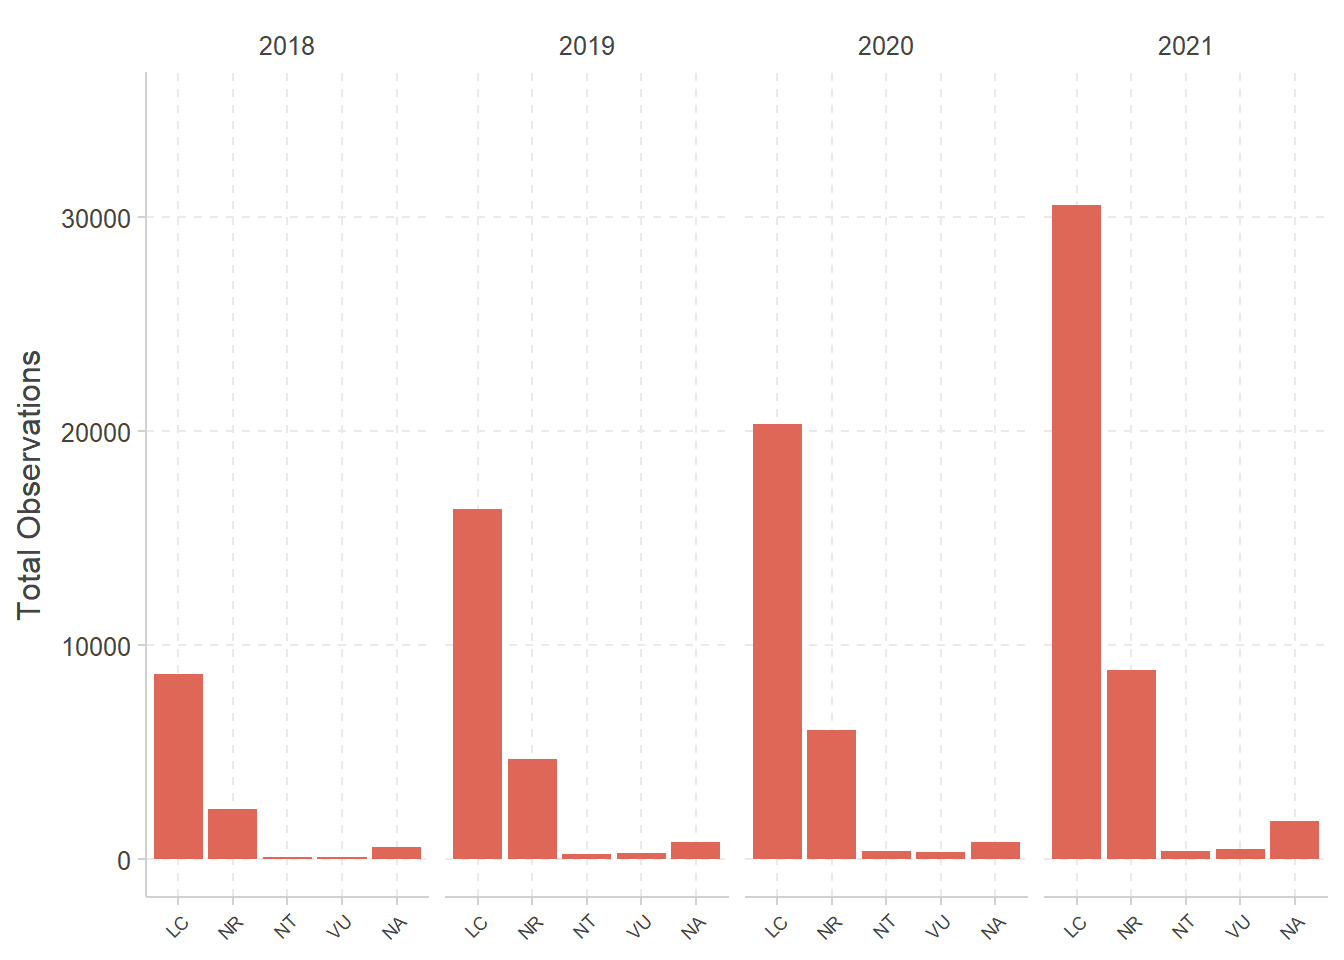 2018 2019 2020 2021
Total Observations
30000
20000
10000
0
LC NR NT VU NA LC NR NT VU NA LC NR NT VU NA LC NR NT VU NA